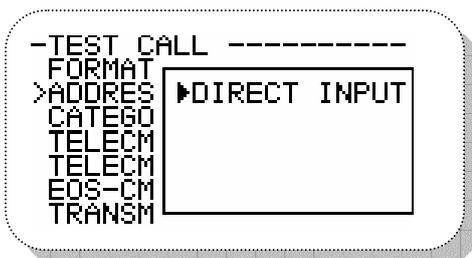 -TEST CALL ----------
FORMAT
>ADDRES ▶DIRECT INPUT
CATEGO
TELECM
TELECM
EOS-CM
TRANSM